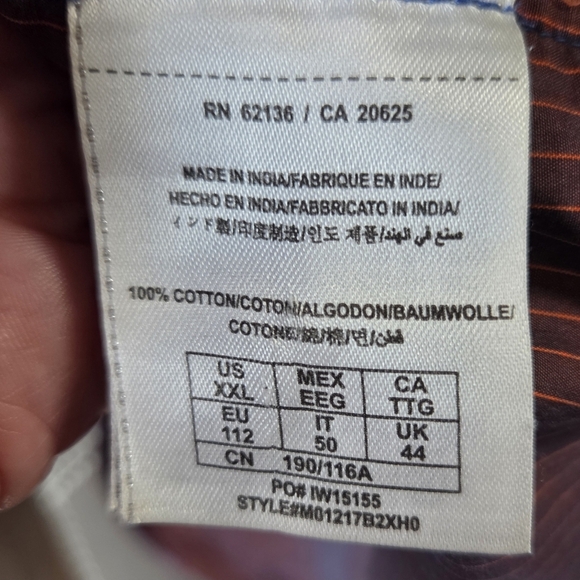 RN 62136 / CA 20625
MADE IN INDIA/FABRIQUE EN INDE/
HECHO EN INDIA/FABBRICATO IN INDIA/
インド製/印度制造/인도 제품/صنع في الهند
100% COTTON/COTON/ALGODON/BAUMWOLLE/
COTONE/綿/棉/면/قطن
US MEX CA
XXL EEG TTG
EU IT UK
112 50 44
CN 190/116A
PO# IW15155
STYLE#M01217B2XH0